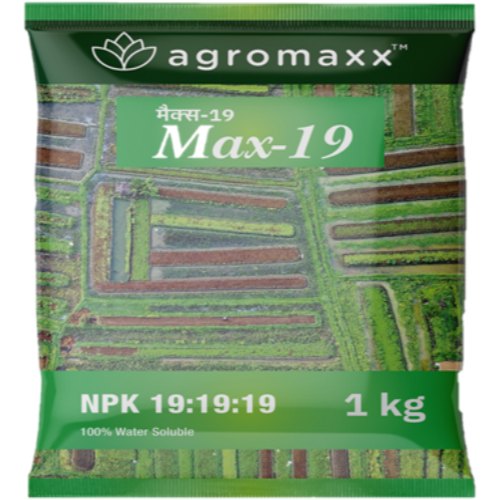 agromaxx™
मैक्स-19
Max-19
NPK 19:19:19
1 kg
100% Water Soluble